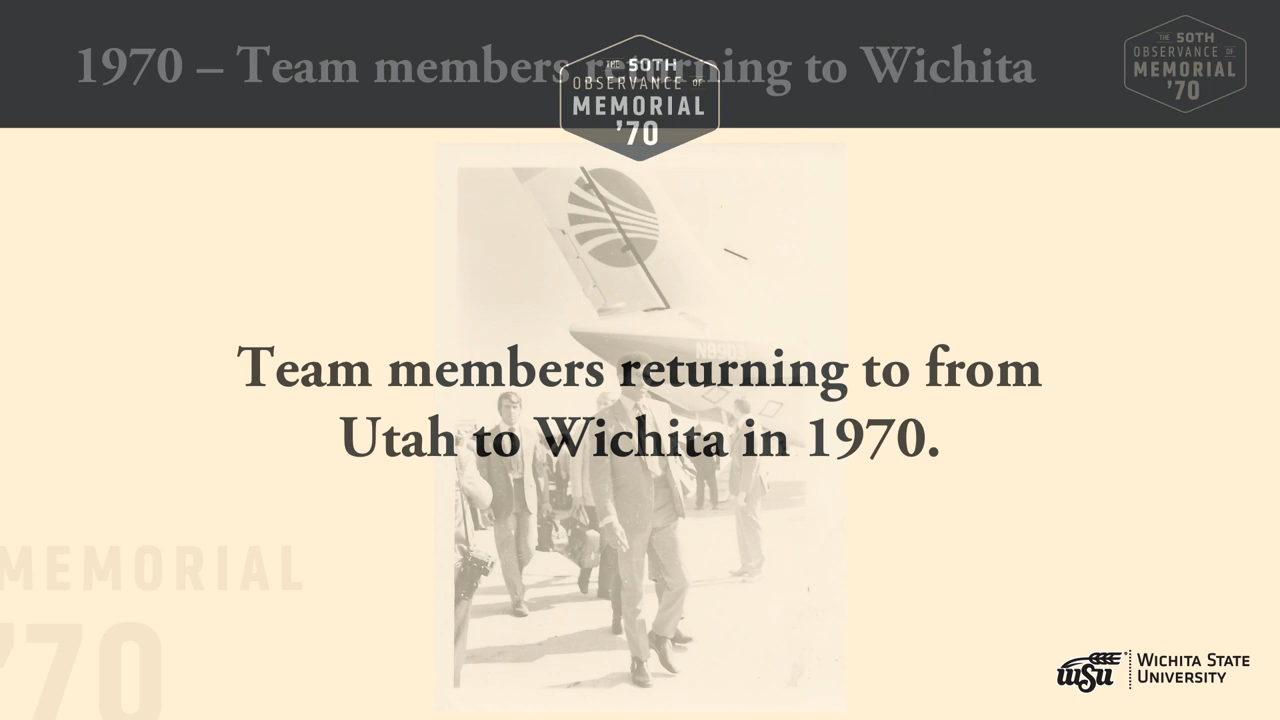 1970 – Team members returning to Wichita
THE 50TH
OBSERVANCE OF
MEMORIAL
'70
THE 50TH
OBSERVANCE OF
MEMORIAL
'70
Team members returning to from
Utah to Wichita in 1970.
MEMORIAL
'70
wsu
WICHITA STATE
UNIVERSITY